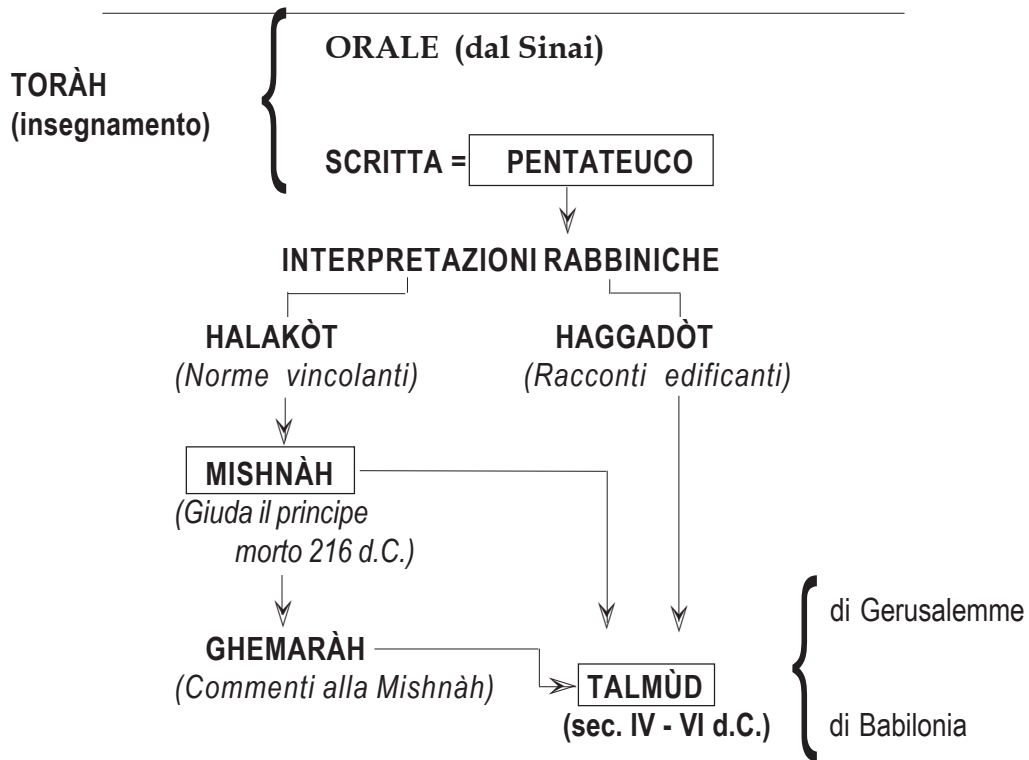 ORALE (dal Sinai)
TORÀH
(insegnamento)
SCRITTA = PENTATEUCO
INTERPRETAZIONI RABBINICHE
HALAKÒT
(Norme vincolanti)
HAGGADÒT
(Racconti edificanti)
MISHNÀH
(Giuda il principe
morto 216 d.C.)
GHEMARÀH
(Commenti alla Mishnàh)
TALMÙD
(sec. IV - VI d.C.)
di Gerusalemme
di Babilonia